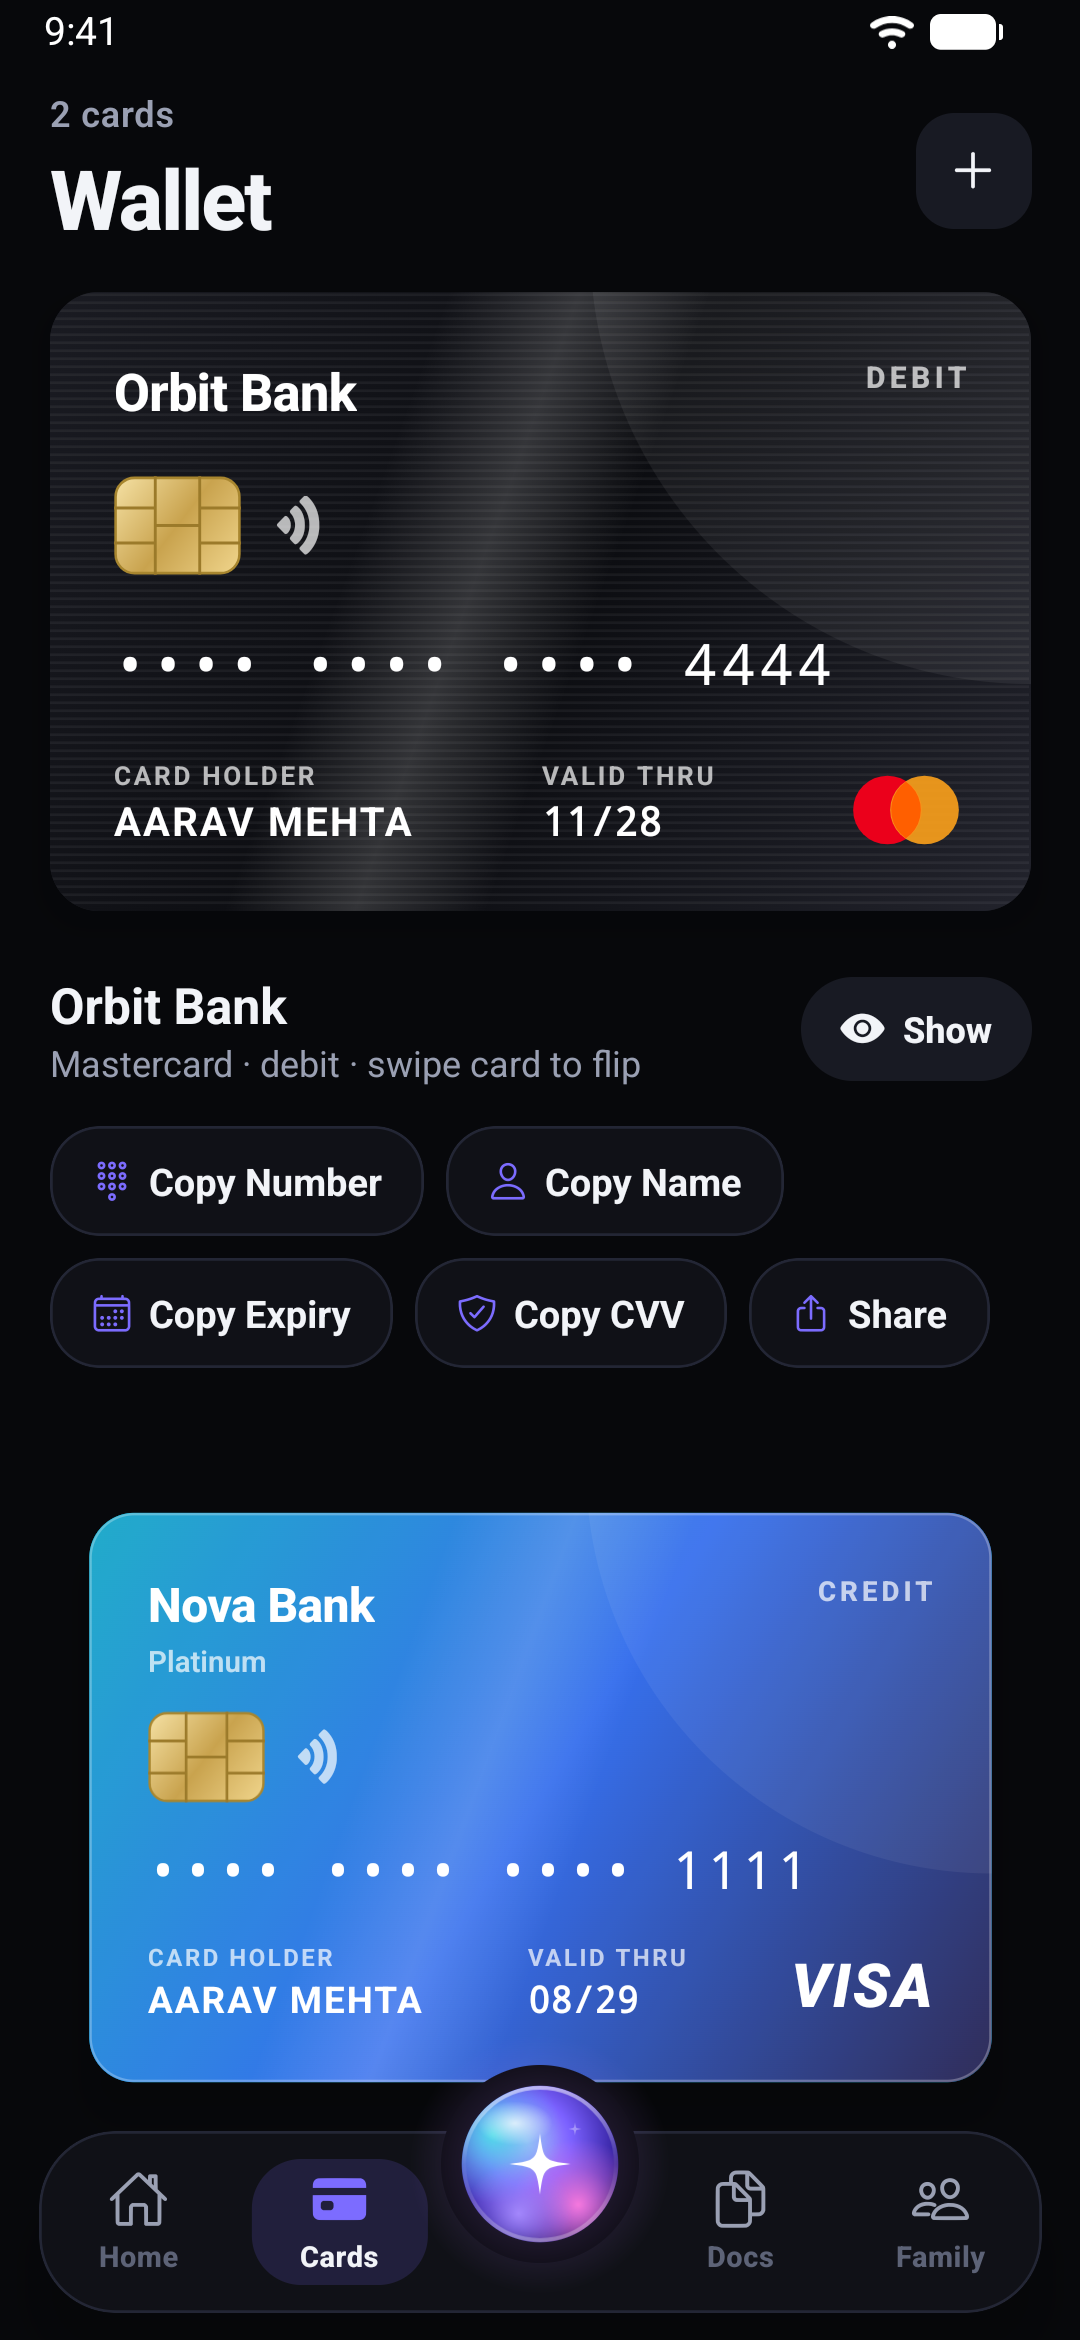 9:41
2 cards
Wallet
Orbit Bank
DEBIT
•••• •••• •••• 4444
CARD HOLDER
VALID THRU
AARAV MEHTA
11/28
Orbit Bank
Mastercard · debit · swipe card to flip
Show
Copy Number
Copy Name
Copy Expiry
Copy CVV
Share
Nova Bank
CREDIT
Platinum
•••• •••• •••• 1111
CARD HOLDER
VALID THRU
AARAV MEHTA
08/29
VISA
Home
Cards
Docs
Family